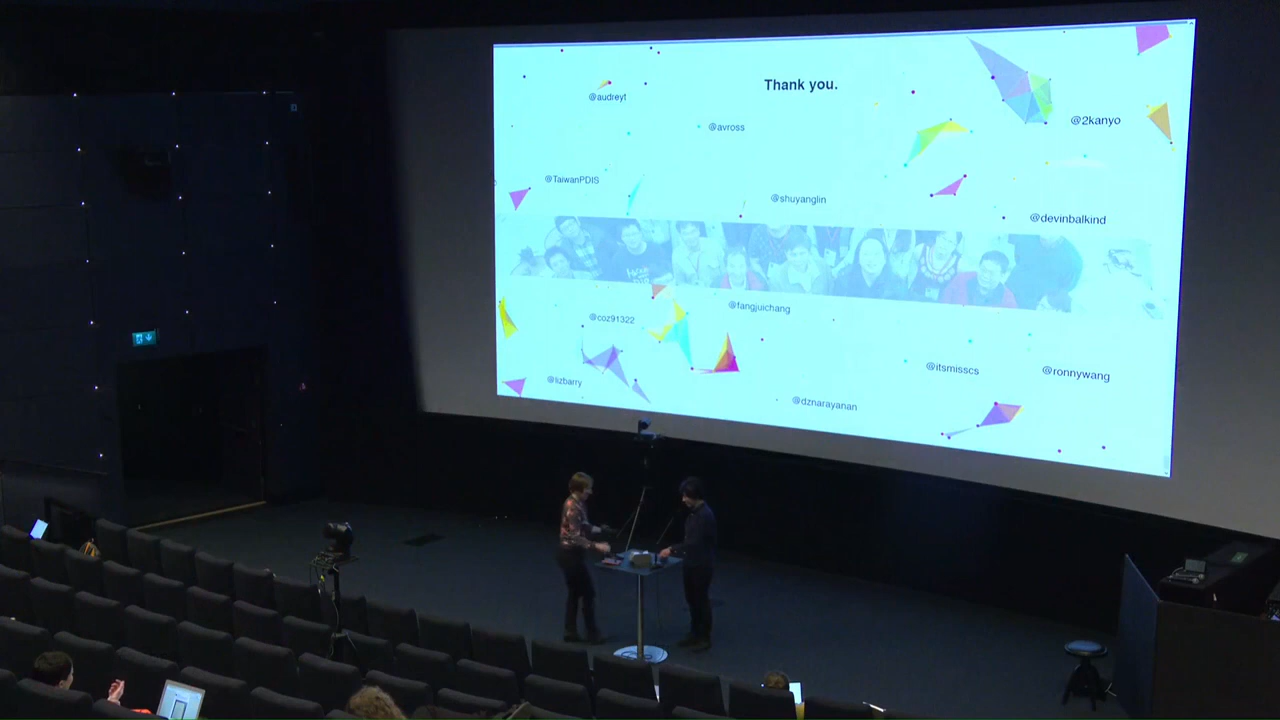 Thank you.
@audreyt
@2kanyo
@avross
@TaiwanPDIS
@shuyanglin
@devinbalkind
@fangjuichang
@coz91322
@itsmisscs
@ronnywang
@lizbarry
@dznarayanan